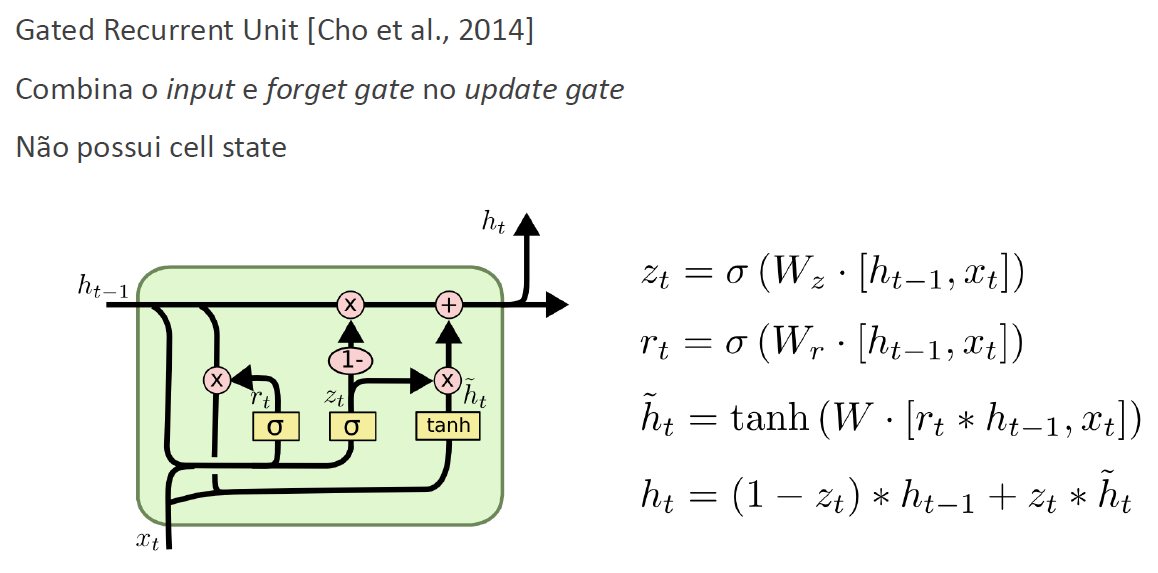 Gated Recurrent Unit [Cho et al., 2014]
Combina o input e forget gate no update gate
Não possui cell state
h_t
h_{t−1}
x
+
1-
x
r_t
z_t
x
h̃_t
σ
σ
tanh
x_t
z_t = σ (W_z · [h_{t−1}, x_t])
r_t = σ (W_r · [h_{t−1}, x_t])
h̃_t = tanh (W · [r_t * h_{t−1}, x_t])
h_t = (1 − z_t) * h_{t−1} + z_t * h̃_t